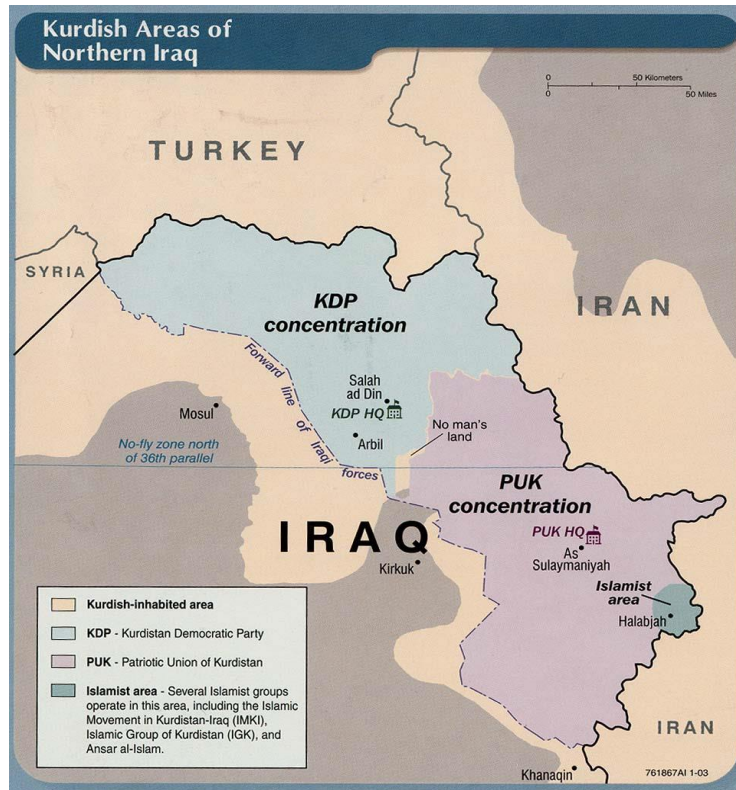 Kurdish Areas of
Northern Iraq
0 50 Kilometers
0 50 Miles
TURKEY
SYRIA
IRAN
KDP
concentration
Forward line of Iraqi forces
Salah
ad Din
KDP HQ
Mosul
Arbil
No man's
land
No-fly zone north
of 36th parallel
PUK
concentration
IRAQ
PUK HQ
As
Sulaymaniyah
Kirkuk
Islamist
area
Halabjah
Kurdish-inhabited area
KDP - Kurdistan Democratic Party
PUK - Patriotic Union of Kurdistan
Islamist area - Several Islamist groups
operate in this area, including the Islamic
Movement in Kurdistan-Iraq (IMKI),
Islamic Group of Kurdistan (IGK), and
Ansar al-Islam.
IRAN
Khanaqin
761867AI 1-03